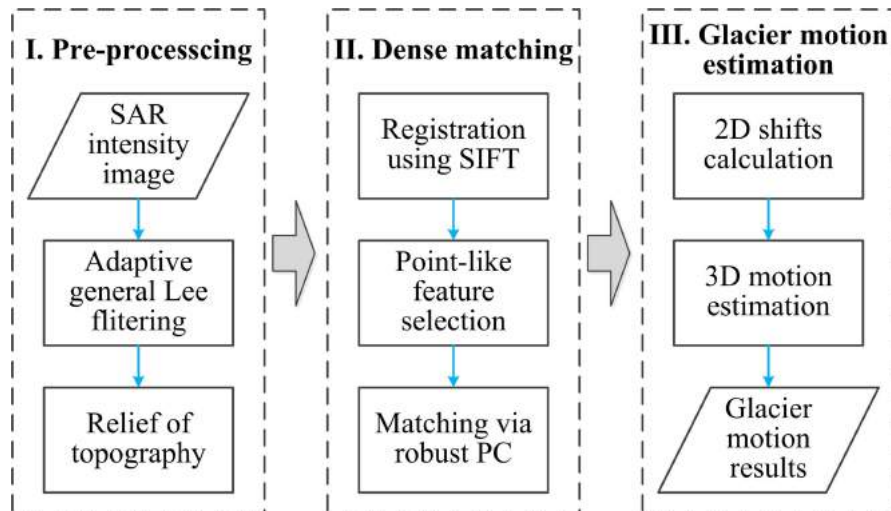 I. Pre-processcing
SAR
intensity
image
Adaptive
general Lee
flitering
Relief of
topography
II. Dense matching
Registration
using SIFT
Point-like
feature
selection
Matching via
robust PC
III. Glacier motion
estimation
2D shifts
calculation
3D motion
estimation
Glacier
motion
results